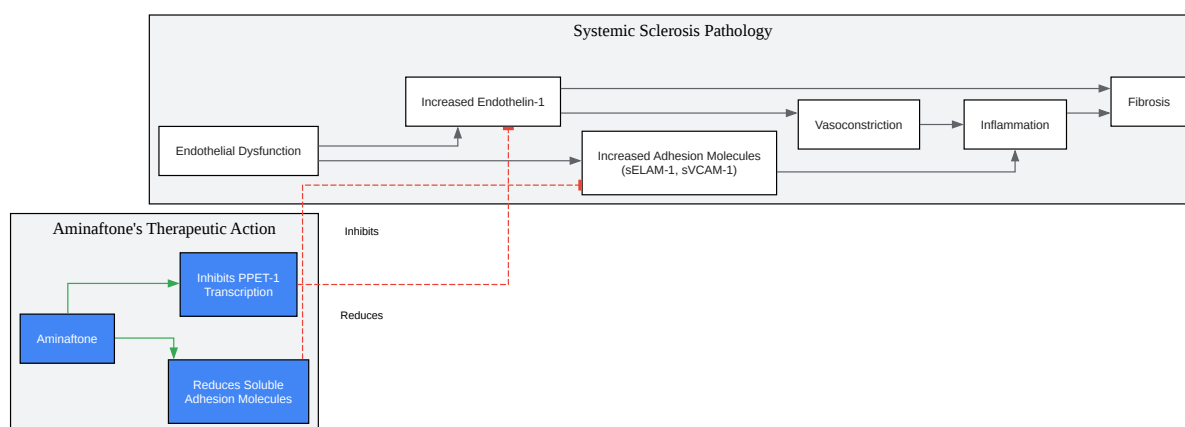 Systemic Sclerosis Pathology
Increased Endothelin-1
Fibrosis
Vasoconstriction
Inflammation
Endothelial Dysfunction
Increased Adhesion Molecules
(sELAM-1, sVCAM-1)
Aminaftone's Therapeutic Action
Inhibits
Inhibits PPET-1
Transcription
Reduces
Aminaftone
Reduces Soluble
Adhesion Molecules